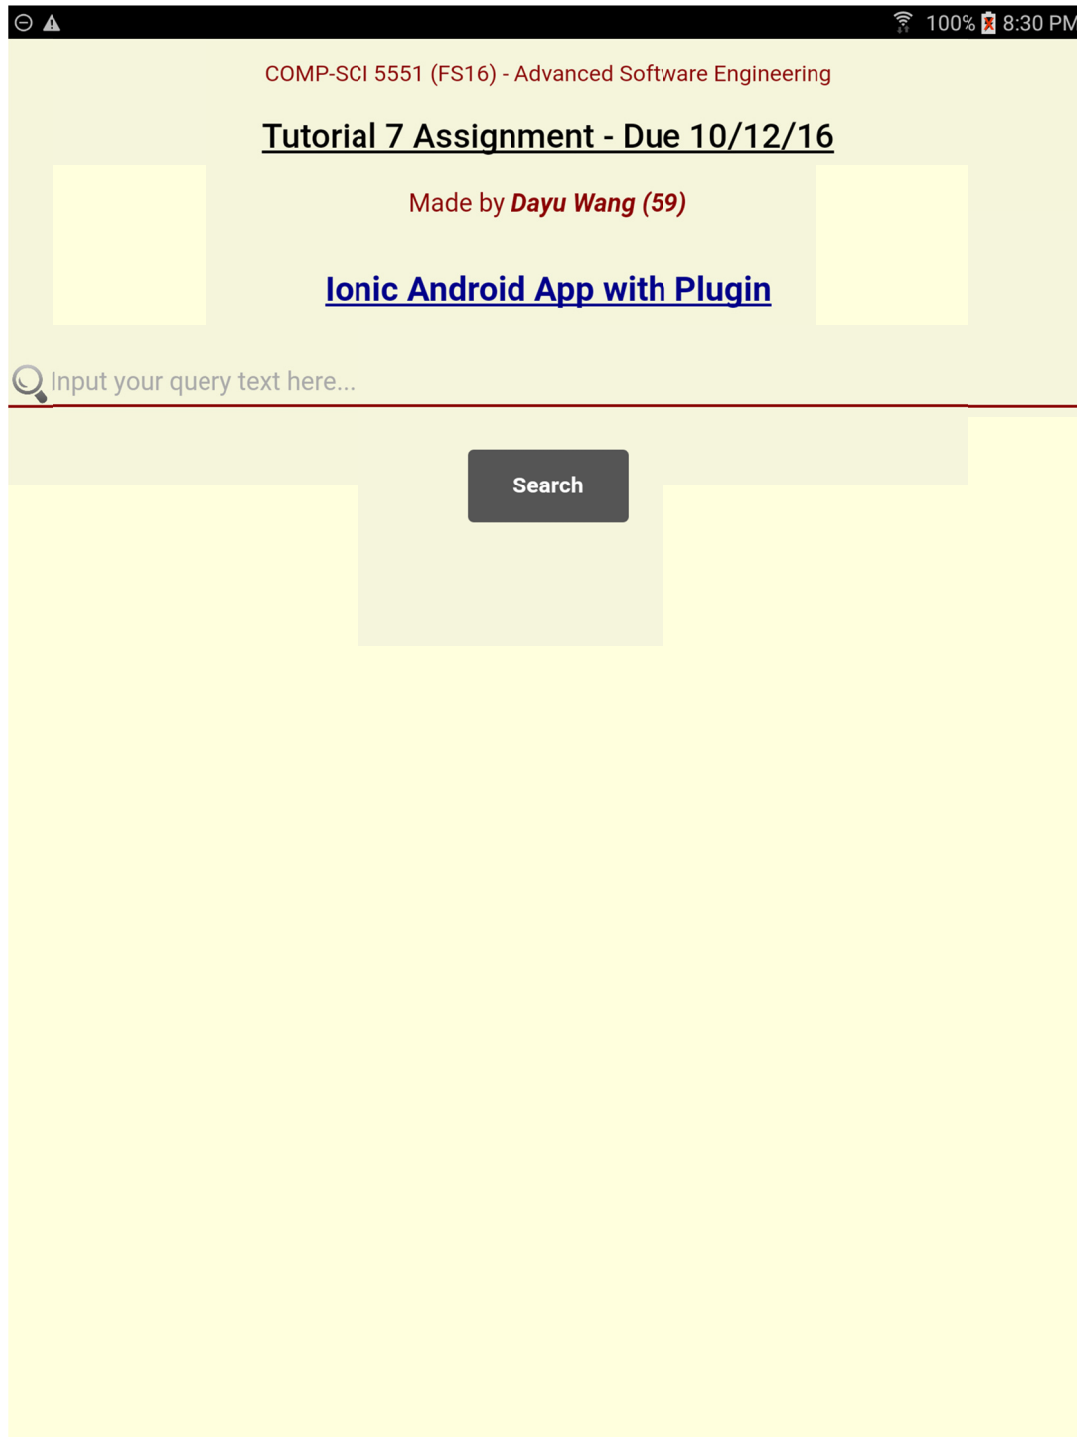 100% 8:30 PM
COMP-SCI 5551 (FS16) - Advanced Software Engineering
Tutorial 7 Assignment - Due 10/12/16
Made by Dayu Wang (59)
Ionic Android App with Plugin
Input your query text here...
Search